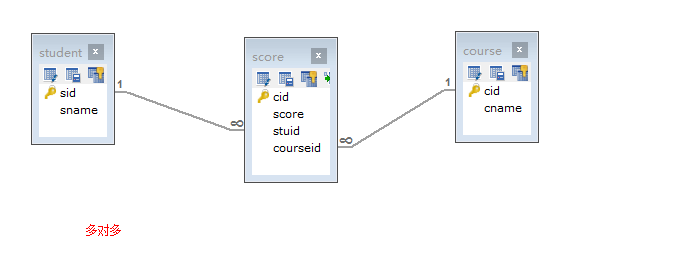 student
sid
sname
score
cid
score
stuid
courseid
course
cid
cname
1
∞
∞
1
多对多